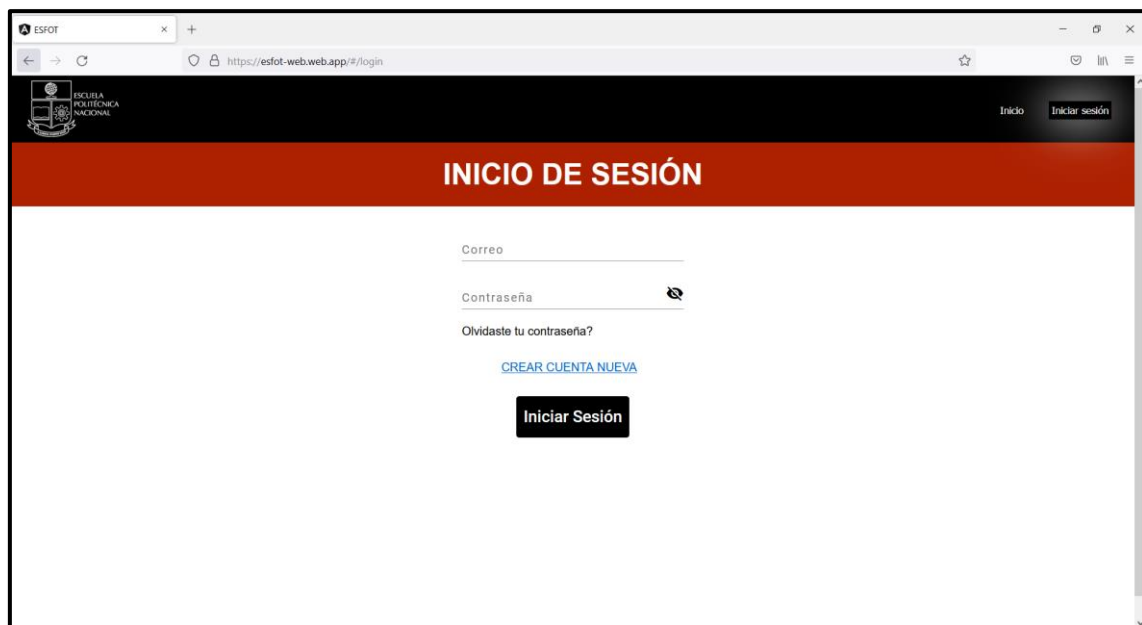 ESFOT
https://esfot-web.web.app/#/login
ESCUELA
POLITÉCNICA
NACIONAL
Inicio
Iniciar sesión
INICIO DE SESIÓN
Correo
Contraseña
Olvidaste tu contraseña?
CREAR CUENTA NUEVA
Iniciar Sesión